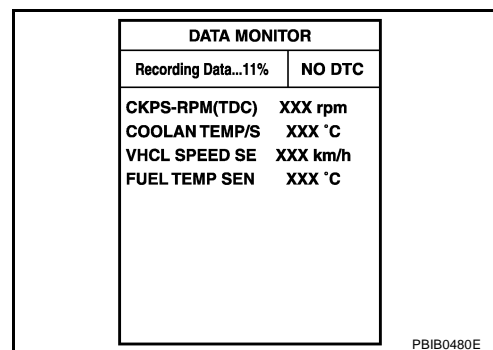 DATA MONITOR
Recording Data...11% NO DTC
CKPS-RPM(TDC) XXX rpm
COOLAN TEMP/S XXX °C
VHCL SPEED SE XXX km/h
FUEL TEMP SEN XXX °C
PBIB0480E